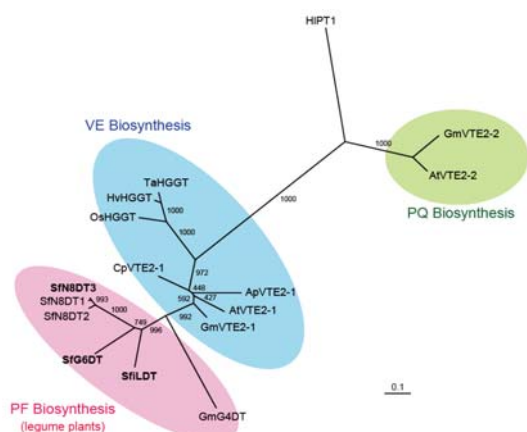 HlPT1
VE Biosynthesis
1000
GmVTE2-2
AtVTE2-2
PQ Biosynthesis
TaHGGT
HvHGGT
1000
OsHGGT
1000
1000
972
CpVTE2-1
448
ApVTE2-1
592
427
AtVTE2-1
992
GmVTE2-1
SfN8DT3
993
SfN8DT1
1000
SfN8DT2
749
996
SfG6DT
SfiLDT
0.1
GmG4DT
PF Biosynthesis
(legume plants)